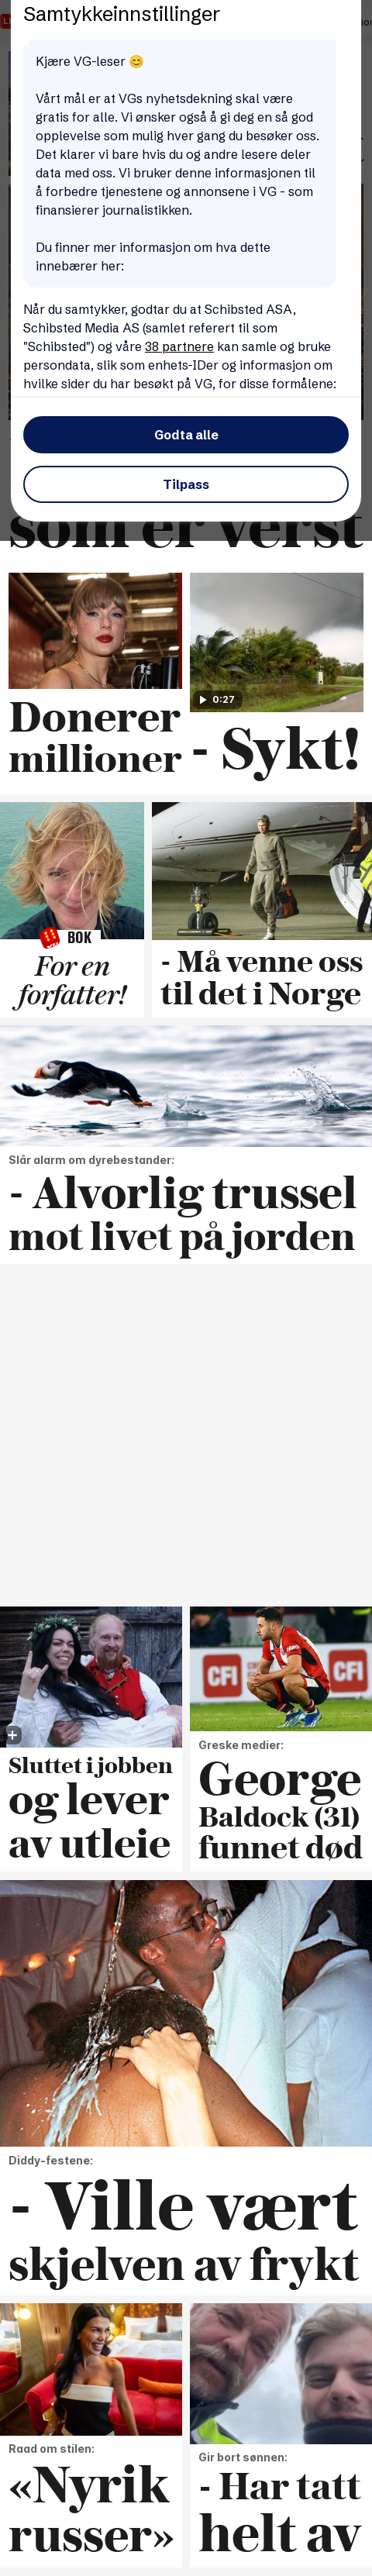 Samtykkeinnstillinger
Kjære VG-leser 😊
Vårt mål er at VGs nyhetsdekning skal være
gratis for alle. Vi ønsker også å gi deg en så god
opplevelse som mulig hver gang du besøker oss.
Det klarer vi bare hvis du og andre lesere deler
data med oss. Vi bruker denne informasjonen til
å forbedre tjenestene og annonsene i VG - som
finansierer journalistikken.
Du finner mer informasjon om hva dette
innebærer her:
Når du samtykker, godtar du at Schibsted ASA,
Schibsted Media AS (samlet referert til som
"Schibsted") og våre 38 partnere kan samle og bruke
persondata, slik som enhets-IDer og informasjon om
hvilke sider du har besøkt på VG, for disse formålene:
Godta alle
Tilpass
som er verst
0:27
Donerer
millioner
- Sykt!
BOK
For en
forfatter!
- Må venne oss
til det i Norge
Slår alarm om dyrebestander:
- Alvorlig trussel
mot livet på jorden
CFI
CFI
Sluttet i jobben
og lever
av utleie
Greske medier:
George
Baldock (31)
funnet død
Diddy-festene:
- Ville vært
skjelven av frykt
Raad om stilen:
«Nyrik
russer»
Gir bort sønnen:
- Har tatt
helt av